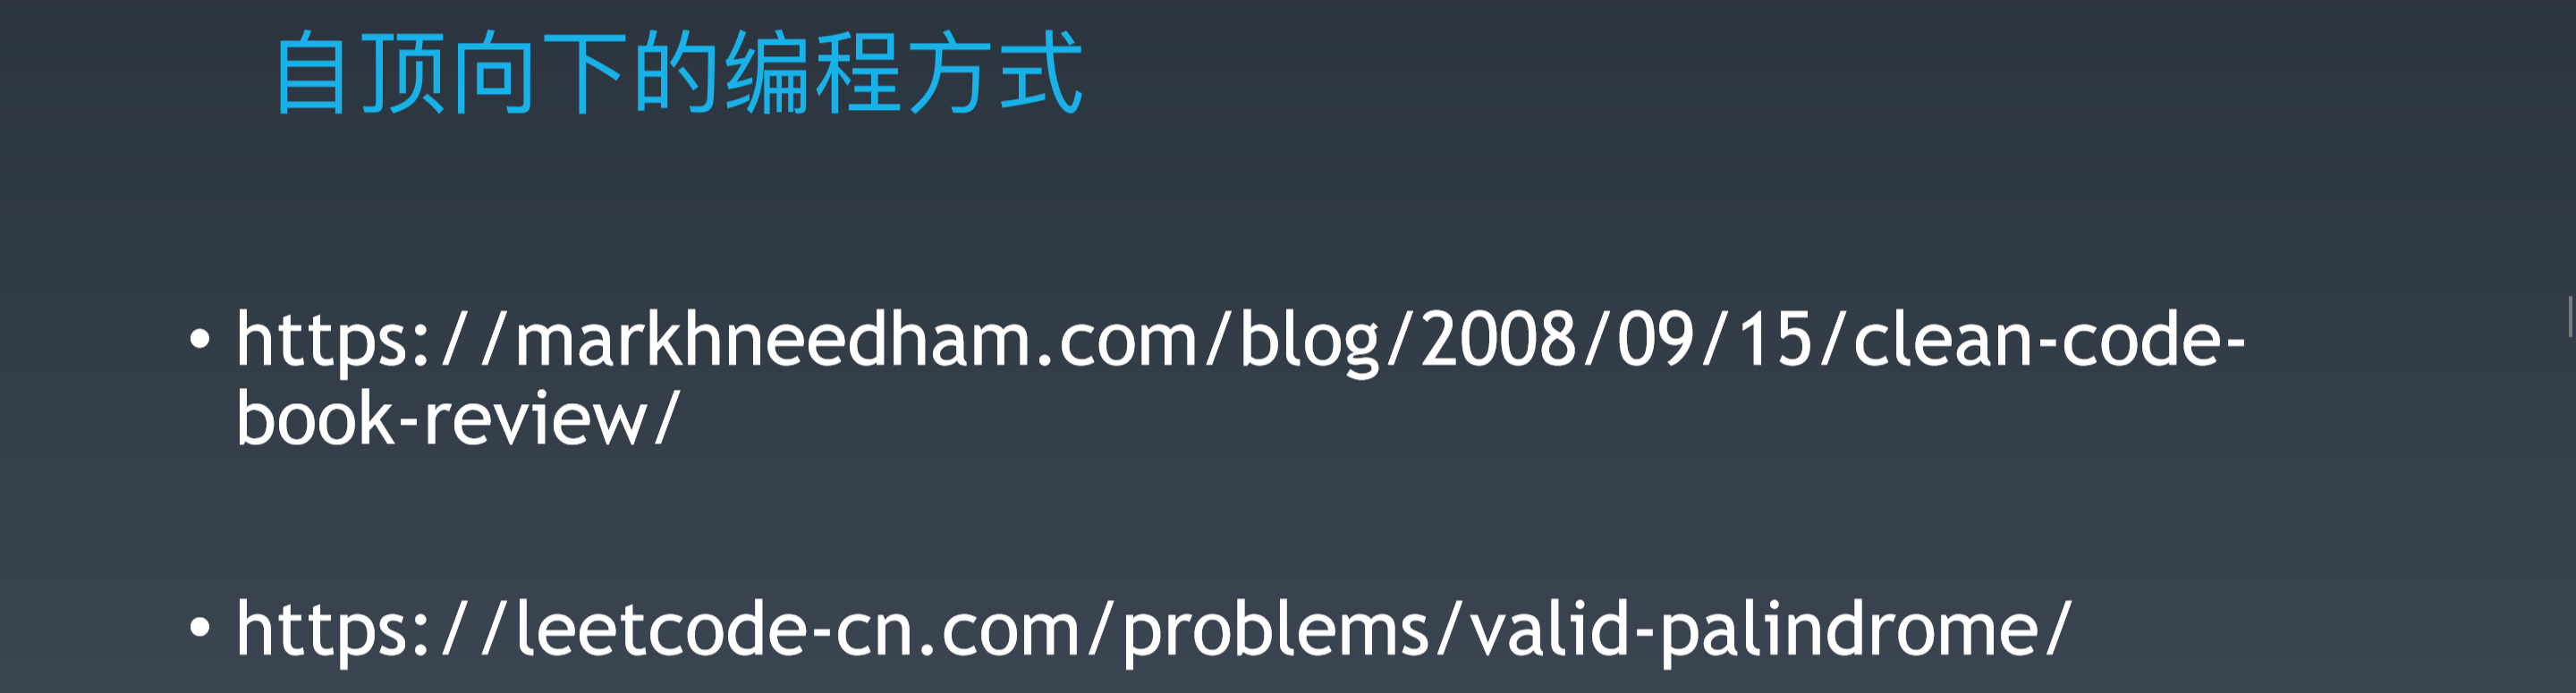 自顶向下的编程方式
• https://markhneedham.com/blog/2008/09/15/clean-code-
book-review/
• https://leetcode-cn.com/problems/valid-palindrome/